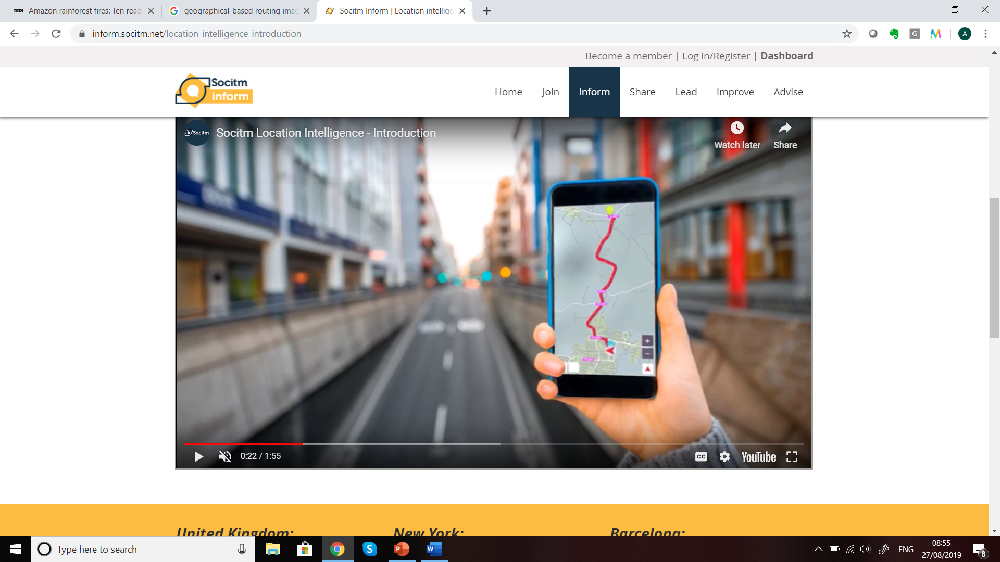 BBC Amazon rainforest fires: Ten read
geographical-based routing imag
Socitm Inform | Location intellige
inform.socitm.net/location-intelligence-introduction
G
A
Become a member | Log in/Register | Dashboard
Socitm
inform
Home
Join
Inform
Share
Lead
Improve
Advise
Socitm
Socitm Location Intelligence - Introduction
Watch later
Share
0:22 / 1:55
CC
YouTube
United Kingdom:
New York:
Barcelona:
Type here to search
S
P
W
ENG
08:55
27/08/2019
8